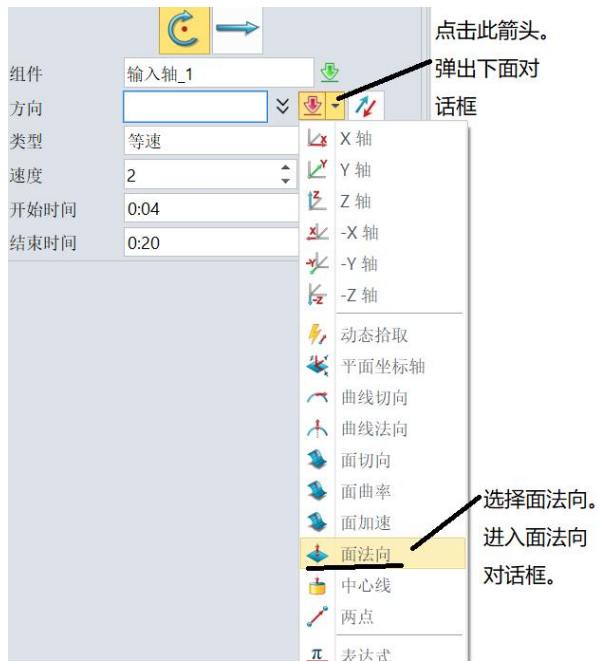 点击此箭头。
组件 输入轴_1 弹出下面对
方向 话框
类型 等速 X 轴
速度 2 Y 轴
开始时间 0:04 Z 轴
结束时间 0:20 -X 轴
-Y 轴
-Z 轴
动态拾取
平面坐标轴
曲线切向
曲线法向
面切向
面曲率 选择面法向。
面加速 进入面法向
面法向 对话框。
中心线
两点
π 表达式